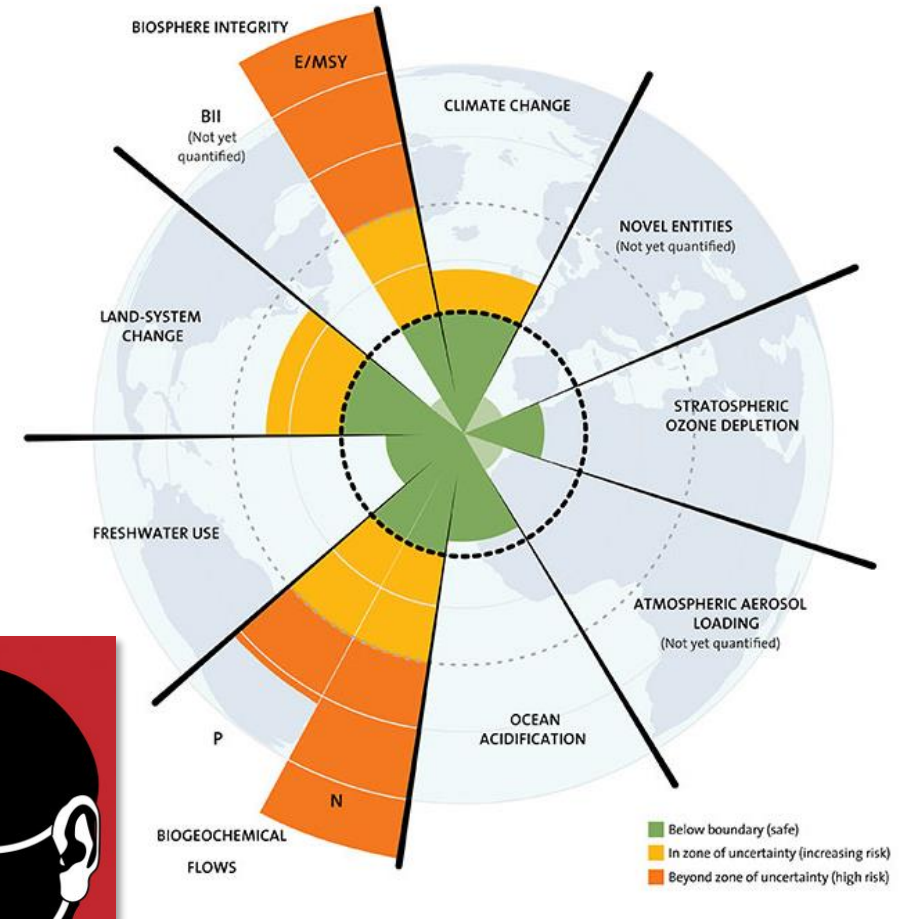 BIOSPHERE INTEGRITY
E/MSY
CLIMATE CHANGE
BII
(Not yet
quantified)
NOVEL ENTITIES
(Not yet quantified)
LAND-SYSTEM
CHANGE
STRATOSPHERIC
OZONE DEPLETION
FRESHWATER USE
ATMOSPHERIC AEROSOL
LOADING
(Not yet quantified)
OCEAN
ACIDIFICATION
P
N
BIOGEOCHEMICAL
FLOWS
Below boundary (safe)
In zone of uncertainty (increasing risk)
Beyond zone of uncertainty (high risk)